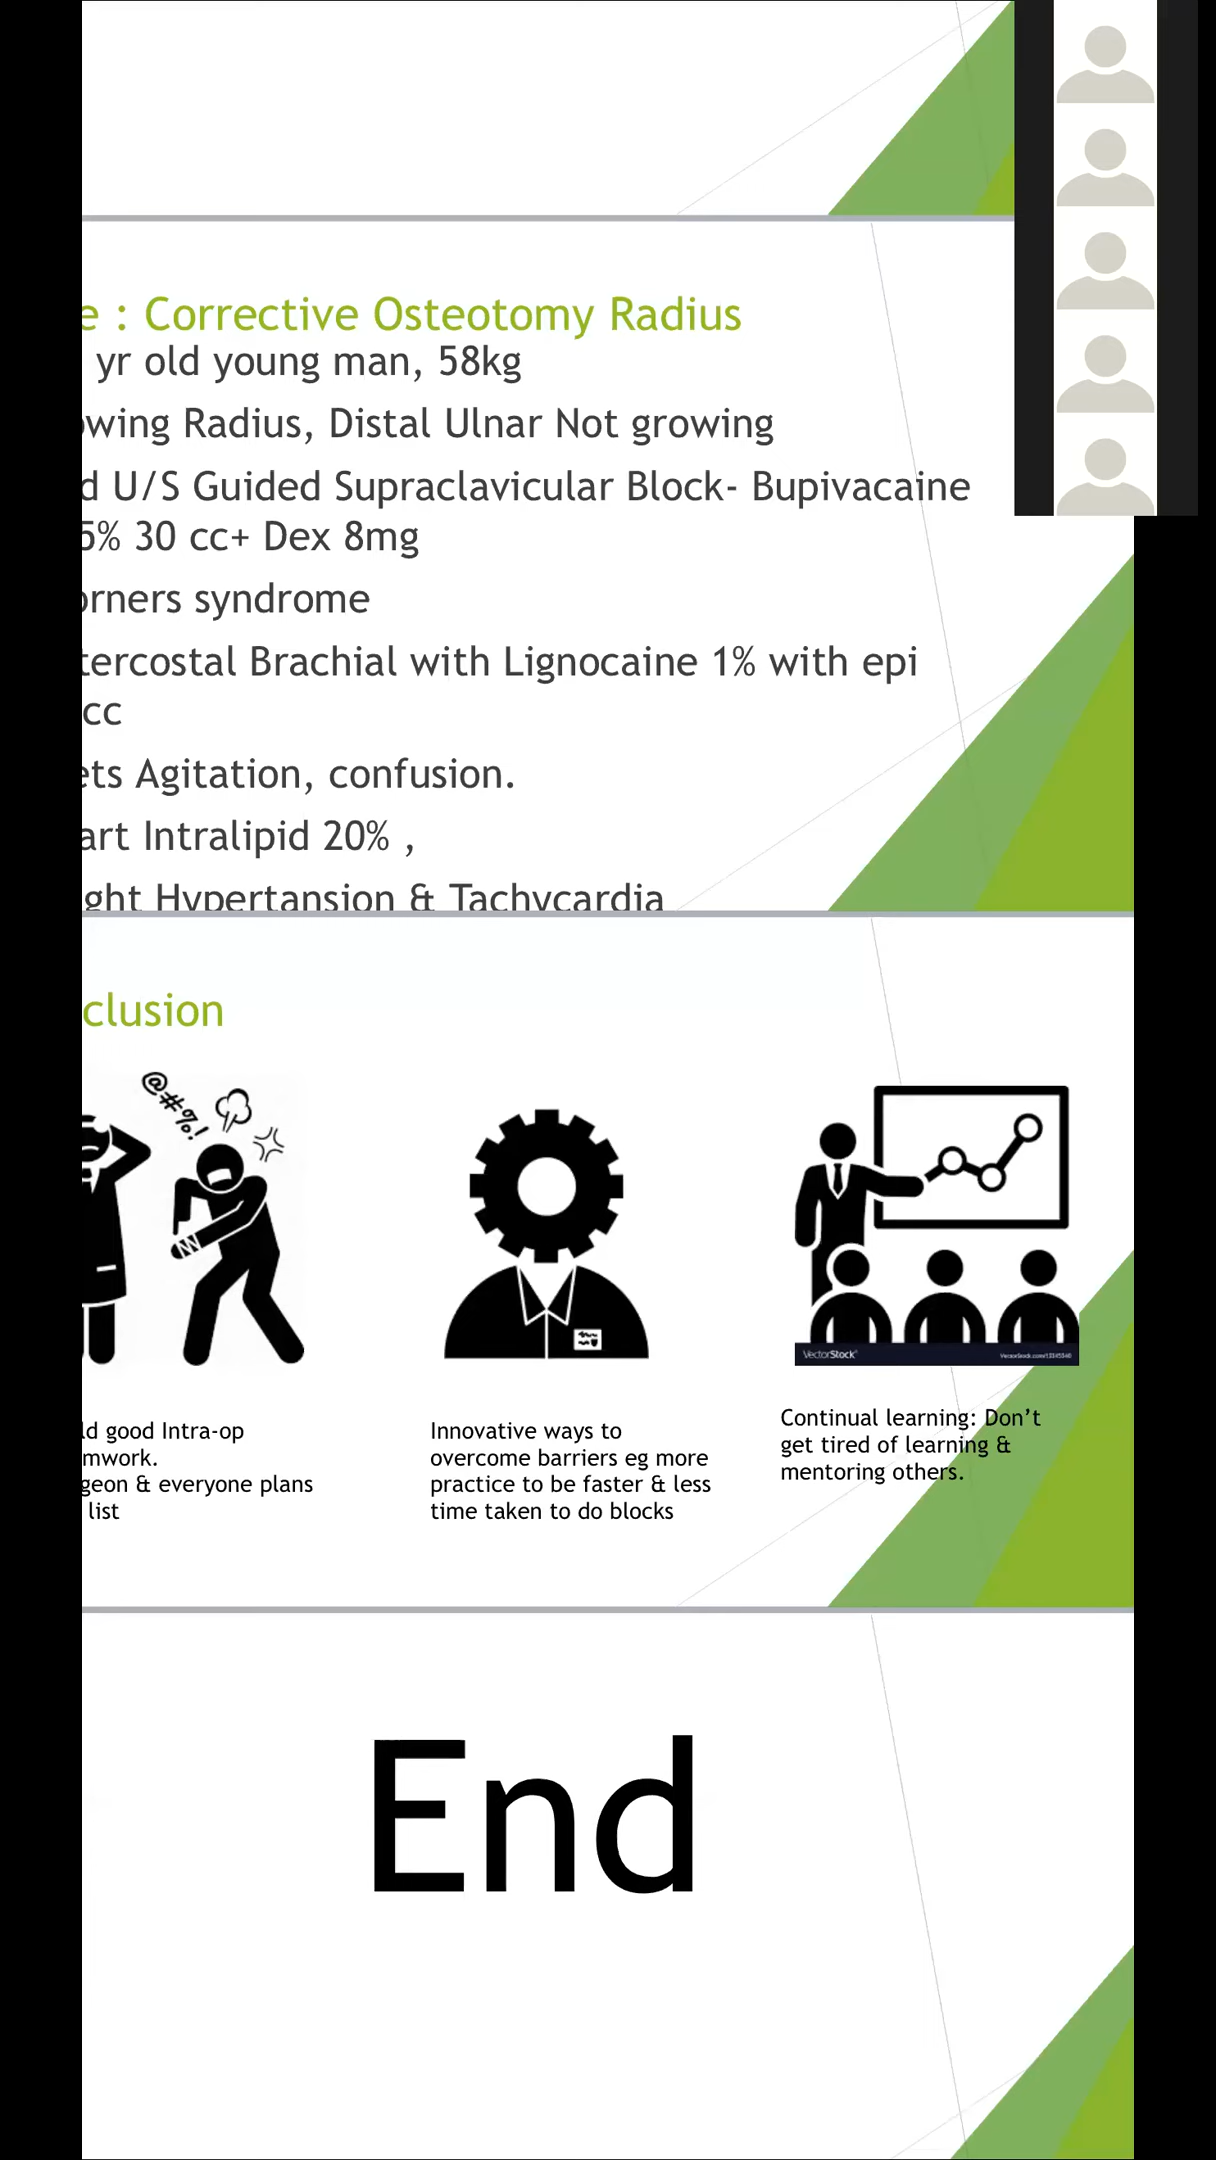 e : Corrective Osteotomy Radius
yr old young man, 58kg
owing Radius, Distal Ulnar Not growing
d U/S Guided Supraclavicular Block- Bupivacaine
5% 30 cc+ Dex 8mg
orners syndrome
tercostal Brachial with Lignocaine 1% with epi
cc
ets Agitation, confusion.
art Intralipid 20% ,
ght Hypertansion & Tachycardia
clusion
@#%!
VectorStock®
VectorStock.com/13345340
ld good Intra-op
mwork.
geon & everyone plans
list
Innovative ways to
overcome barriers eg more
practice to be faster & less
time taken to do blocks
Continual learning: Don’t
get tired of learning &
mentoring others.
End